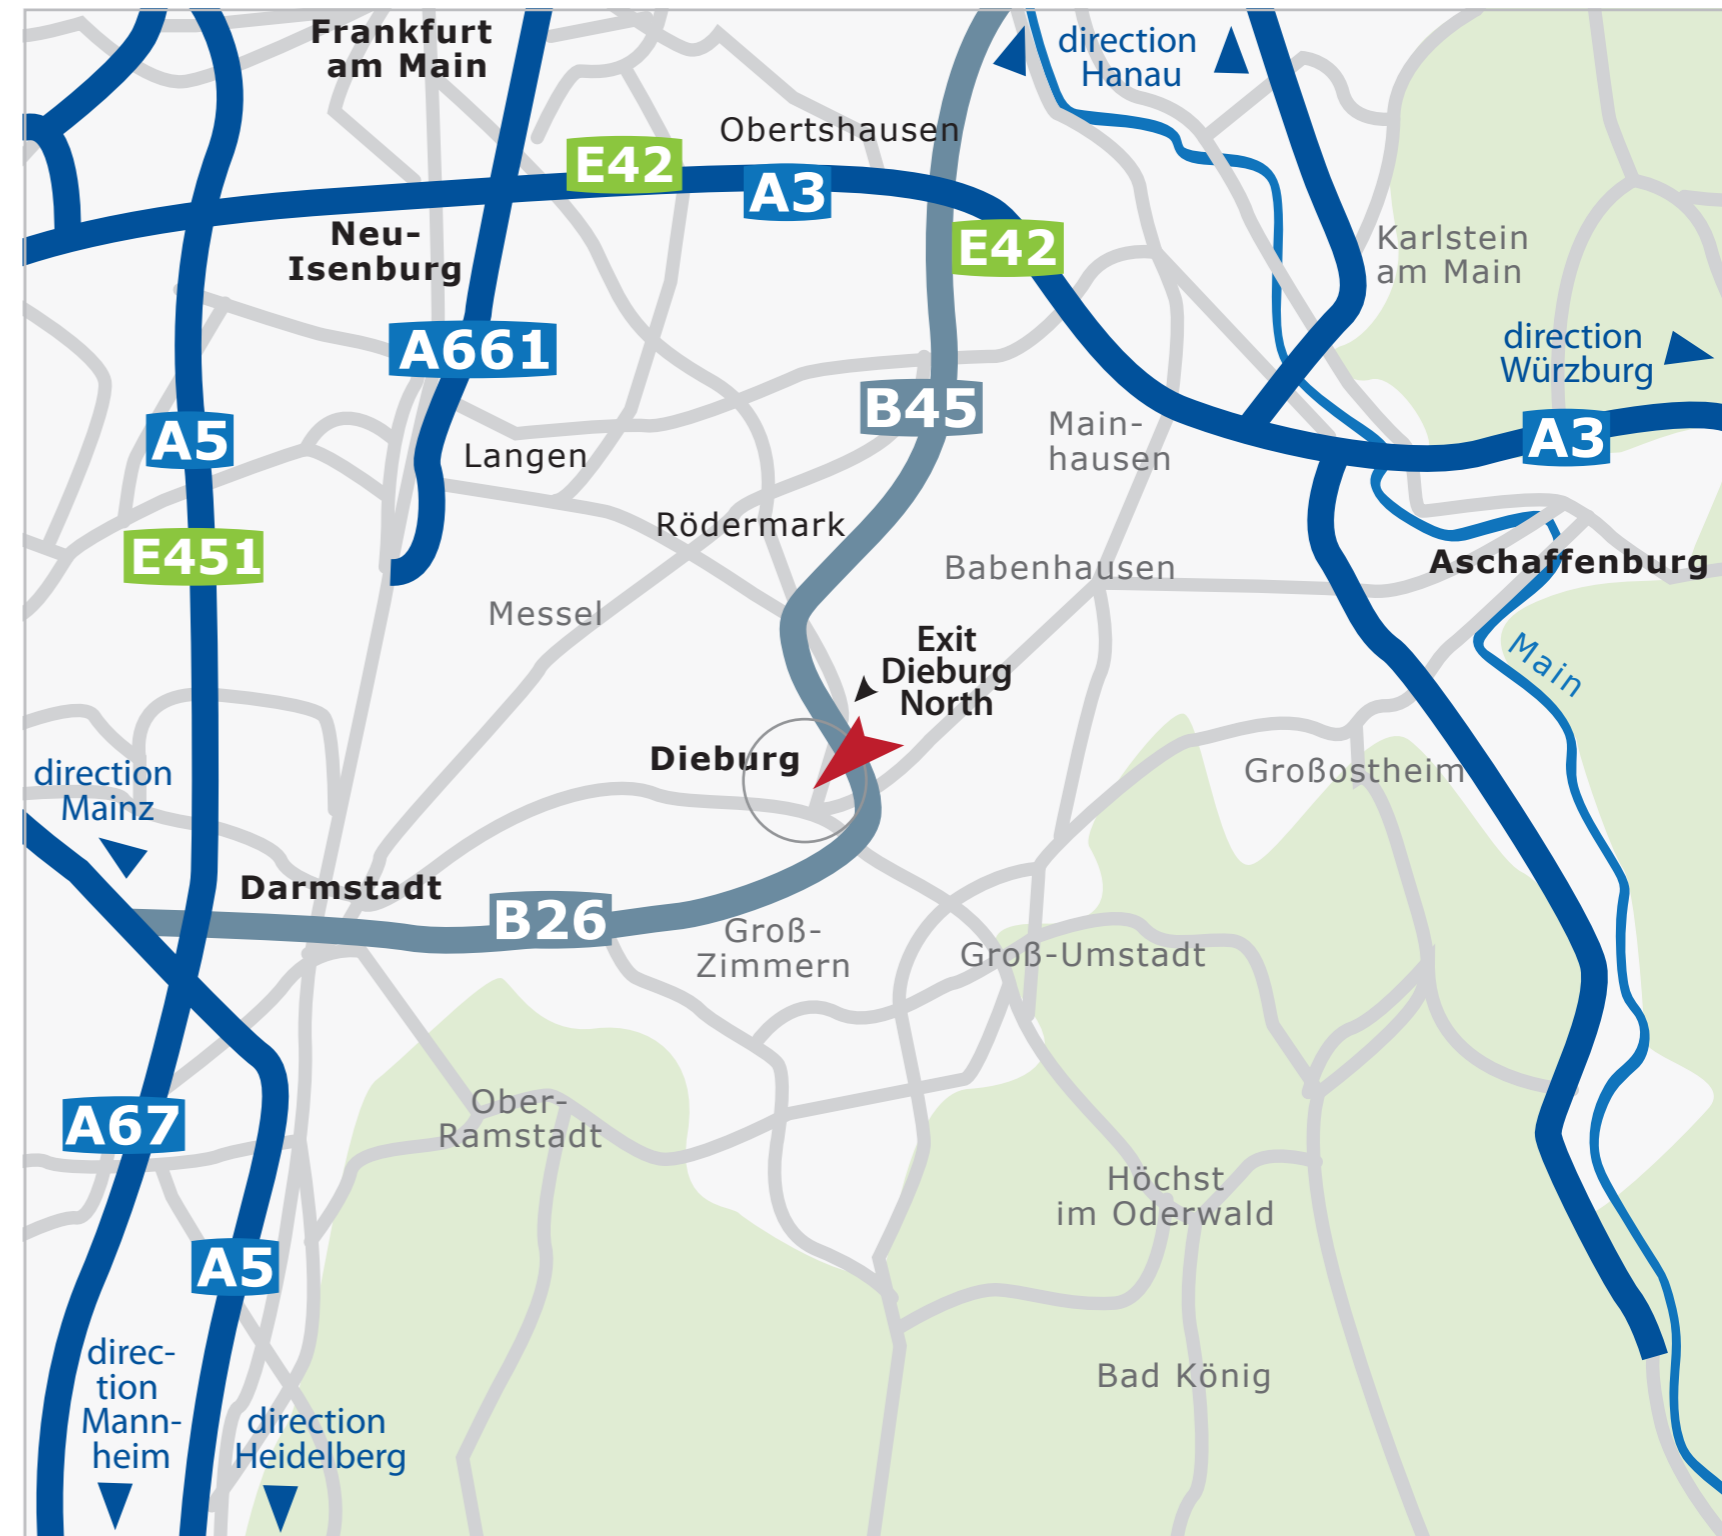 Frankfurt
am Main
direction
Hanau
Obertshausen
E42
A3
Neu-
Isenburg
E42
Karlstein
am Main
A661
direction
Würzburg
B45
A5
Main-
hausen
A3
Langen
Rödermark
E451
Babenhausen
Aschaffenburg
Messel
Exit
Dieburg
North
Main
Dieburg
direction
Mainz
Großostheim
Darmstadt
B26
Groß-
Zimmern
Groß-Umstadt
A67
Ober-
Ramstadt
Höchst
im Oderwald
A5
direc-
tion
Mann-
heim
Bad König
direction
Heidelberg